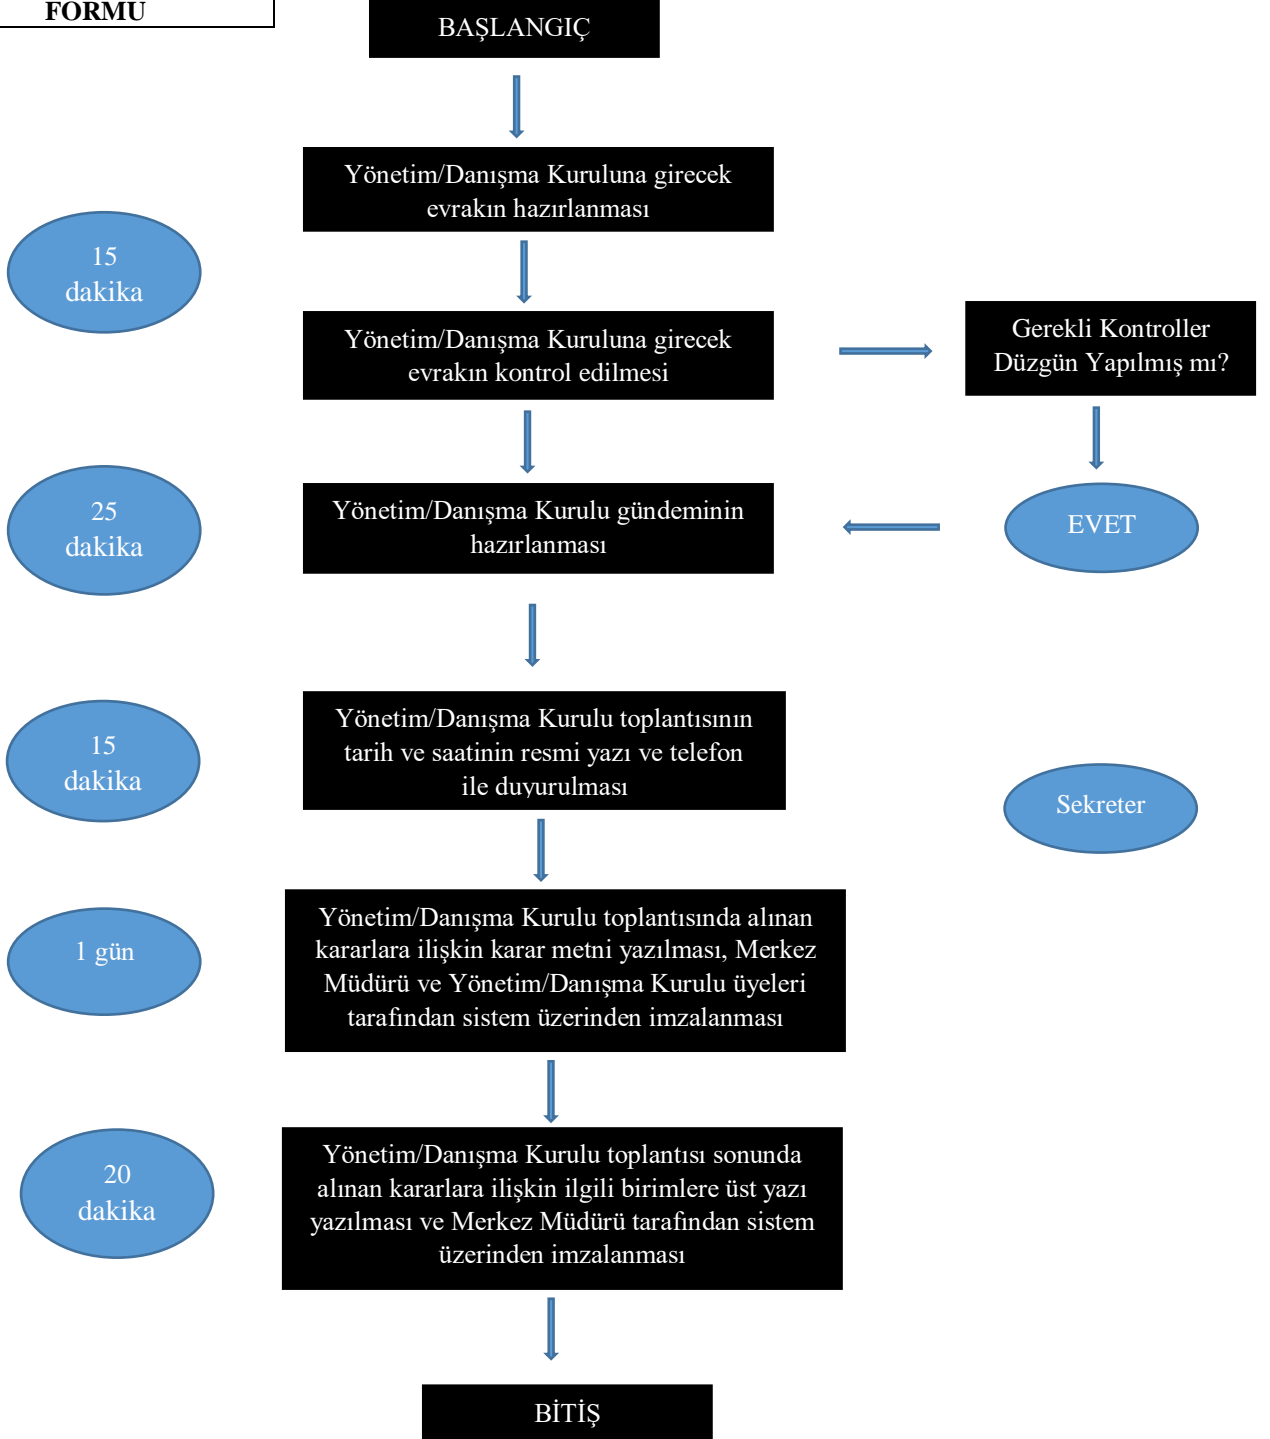 FORMU
BAŞLANGIÇ
Yönetim/Danışma Kuruluna girecek
evrakın hazırlanması
15
dakika
Yönetim/Danışma Kuruluna girecek
evrakın kontrol edilmesi
Gerekli Kontroller
Düzgün Yapılmış mı?
25
dakika
Yönetim/Danışma Kurulu gündeminin
hazırlanması
EVET
15
dakika
Yönetim/Danışma Kurulu toplantısının
tarih ve saatinin resmi yazı ve telefon
ile duyurulması
Sekreter
1 gün
Yönetim/Danışma Kurulu toplantısında alınan
kararlara ilişkin karar metni yazılması, Merkez
Müdürü ve Yönetim/Danışma Kurulu üyeleri
tarafından sistem üzerinden imzalanması
20
dakika
Yönetim/Danışma Kurulu toplantısı sonunda
alınan kararlara ilişkin ilgili birimlere üst yazı
yazılması ve Merkez Müdürü tarafından sistem
üzerinden imzalanması
BİTİŞ